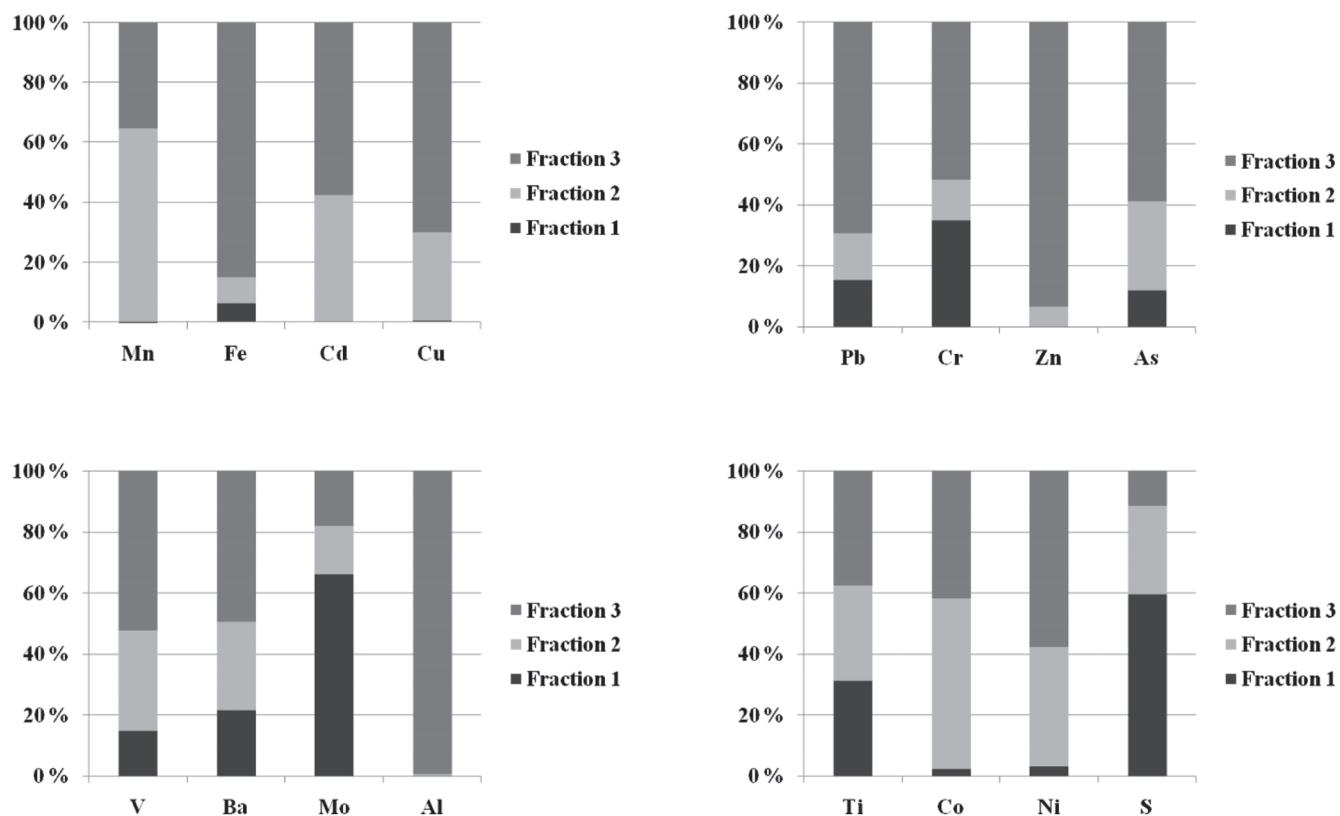 100 %
80 %
60 %
40 %
20 %
0 %
Mn Fe Cd Cu
Fraction 3
Fraction 2
Fraction 1
100 %
80 %
60 %
40 %
20 %
0 %
Pb Cr Zn As
Fraction 3
Fraction 2
Fraction 1
100 %
80 %
60 %
40 %
20 %
0 %
V Ba Mo Al
Fraction 3
Fraction 2
Fraction 1
100 %
80 %
60 %
40 %
20 %
0 %
Ti Co Ni S
Fraction 3
Fraction 2
Fraction 1